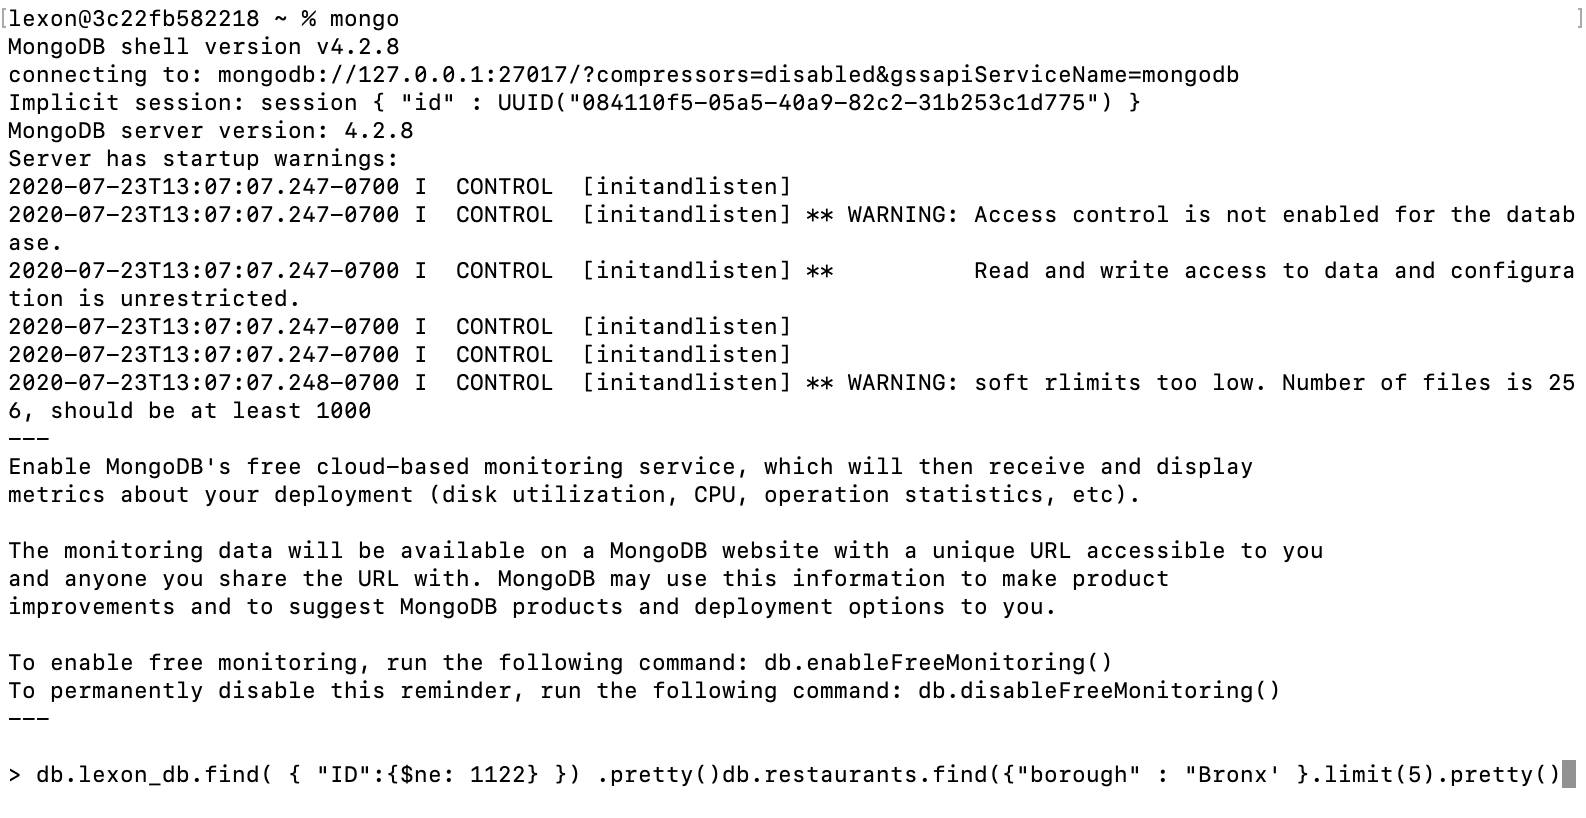 [lexon@3c22fb582218 ~ % mongo ]
MongoDB shell version v4.2.8
connecting to: mongodb://127.0.0.1:27017/?compressors=disabled&gssapiServiceName=mongodb
Implicit session: session { "id" : UUID("084110f5-05a5-40a9-82c2-31b253c1d775") }
MongoDB server version: 4.2.8
Server has startup warnings:
2020-07-23T13:07:07.247-0700 I  CONTROL  [initandlisten]
2020-07-23T13:07:07.247-0700 I  CONTROL  [initandlisten] ** WARNING: Access control is not enabled for the datab
ase.
2020-07-23T13:07:07.247-0700 I  CONTROL  [initandlisten] **          Read and write access to data and configura
tion is unrestricted.
2020-07-23T13:07:07.247-0700 I  CONTROL  [initandlisten]
2020-07-23T13:07:07.247-0700 I  CONTROL  [initandlisten]
2020-07-23T13:07:07.248-0700 I  CONTROL  [initandlisten] ** WARNING: soft rlimits too low. Number of files is 25
6, should be at least 1000
---
Enable MongoDB's free cloud-based monitoring service, which will then receive and display
metrics about your deployment (disk utilization, CPU, operation statistics, etc).

The monitoring data will be available on a MongoDB website with a unique URL accessible to you
and anyone you share the URL with. MongoDB may use this information to make product
improvements and to suggest MongoDB products and deployment options to you.

To enable free monitoring, run the following command: db.enableFreeMonitoring()
To permanently disable this reminder, run the following command: db.disableFreeMonitoring()
---

> db.lexon_db.find( { "ID":{$ne: 1122} }) .pretty()db.restaurants.find({"borough" : "Bronx' }.limit(5).pretty()